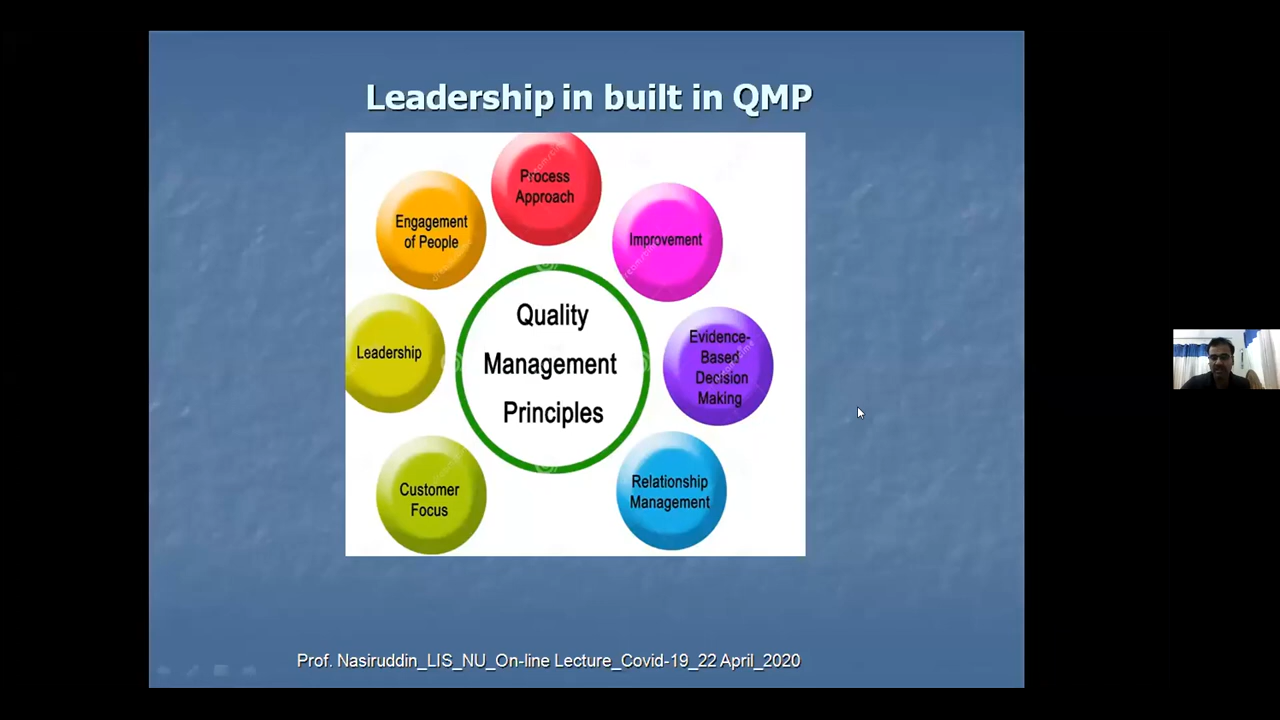 Leadership in built in QMP
Process
Approach
Engagement
of People
Improvement
Quality
Management
Principles
Leadership
Evidence-
Based
Decision
Making
Customer
Focus
Relationship
Management
Prof. Nasiruddin_LIS_NU_On-line Lecture_Covid-19_22 April_2020